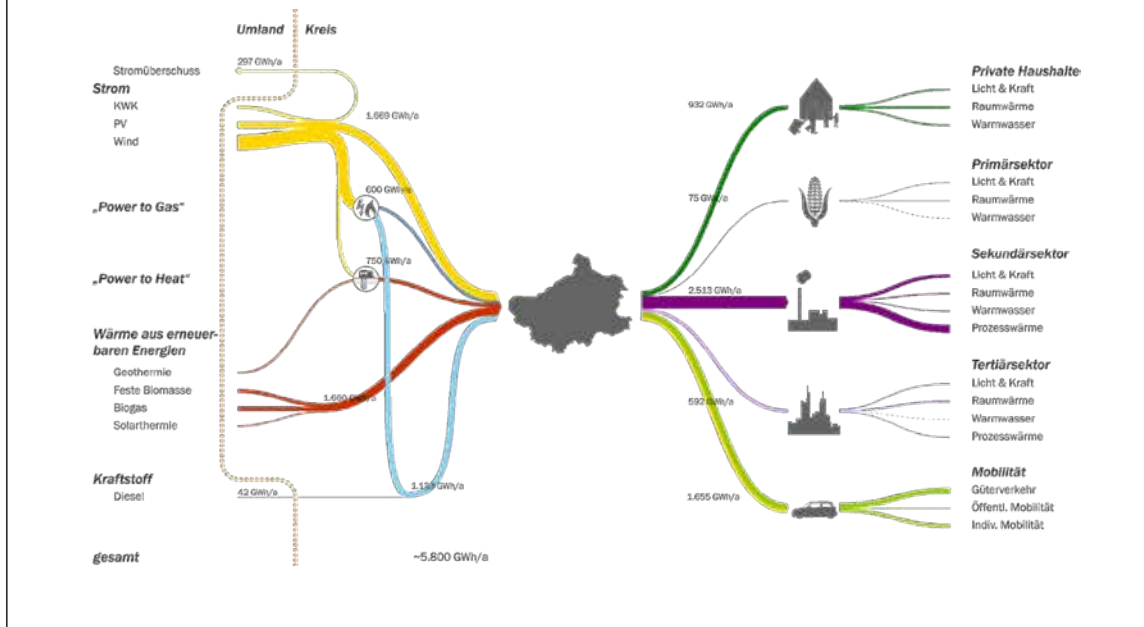 Umland
Kreis
297 GWh/a
Stromüberschuss
Strom
KWK
PV
Wind
1.669 GWh/a
„Power to Gas“
600 GWh/a
„Power to Heat“
750 GWh/a
Wärme aus erneuer-
baren Energien
Geothermie
Feste Biomasse
Biogas
Solarthermie
1.660 GWh/a
Kraftstoff
Diesel
42 GWh/a
1.133 GWh/a
gesamt
~5.800 GWh/a
932 GWh/a
75 GWh/a
2.513 GWh/a
592 GWh/a
1.655 GWh/a
Private Haushalte
Licht & Kraft
Raumwärme
Warmwasser
Primärsektor
Licht & Kraft
Raumwärme
Warmwasser
Sekundärsektor
Licht & Kraft
Raumwärme
Warmwasser
Prozesswärme
Tertiärsektor
Licht & Kraft
Raumwärme
Warmwasser
Prozesswärme
Mobilität
Güterverkehr
Öffentl. Mobilität
Indiv. Mobilität